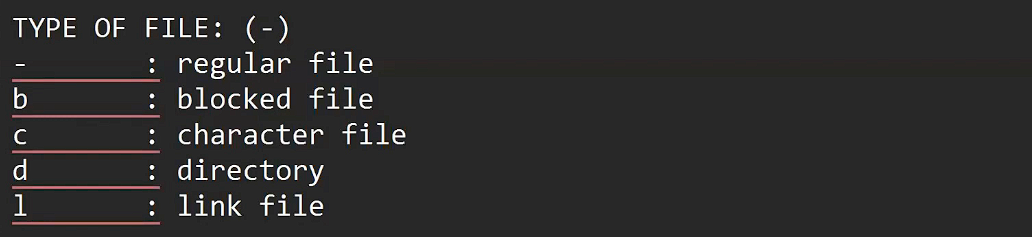 TYPE OF FILE: (-)
- : regular file
b : blocked file
c : character file
d : directory
l : link file